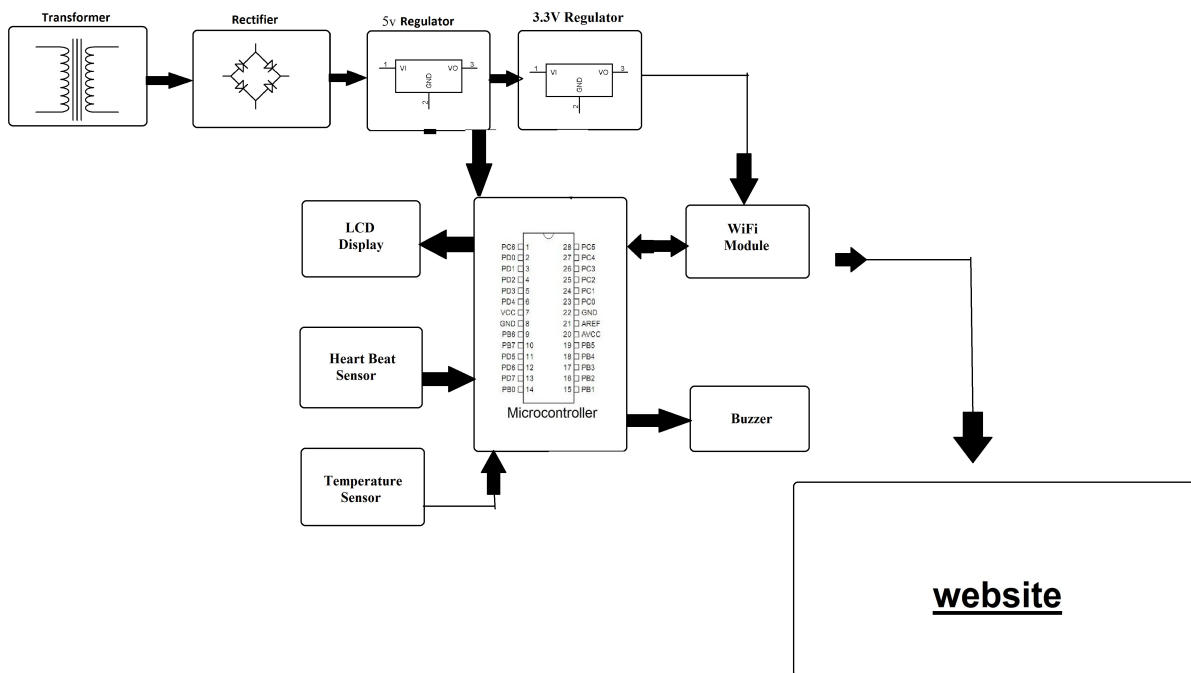 Transformer
Rectifier
5v Regulator
3.3V Regulator
1 VI VO 3
GND
2
1 VI VO 3
GND
2
LCD
Display
WiFi
Module
PC6 1 28 PC5
PD0 2 27 PC4
PD1 3 26 PC3
PD2 4 25 PC2
PD3 5 24 PC1
PD4 6 23 PC0
VCC 7 22 GND
GND 8 21 AREF
PB6 9 20 AVCC
PB7 10 19 PB5
PD5 11 18 PB4
PD6 12 17 PB3
PD7 13 16 PB2
PB0 14 15 PB1
Microcontroller
Heart Beat
Sensor
Buzzer
Temperature
Sensor
website